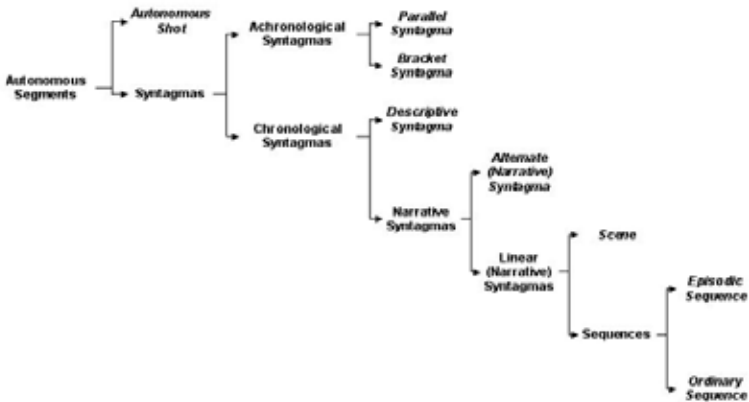 Autonomous
Shot
Autonomous
Segments
Syntagmas
Achronological
Syntagmas
Parallel
Syntagma
Bracket
Syntagma
Chronological
Syntagmas
Descriptive
Syntagma
Narrative
Syntagmas
Alternate
(Narrative)
Syntagma
Linear
(Narrative)
Syntagmas
Scene
Sequences
Episodic
Sequence
Ordinary
Sequence